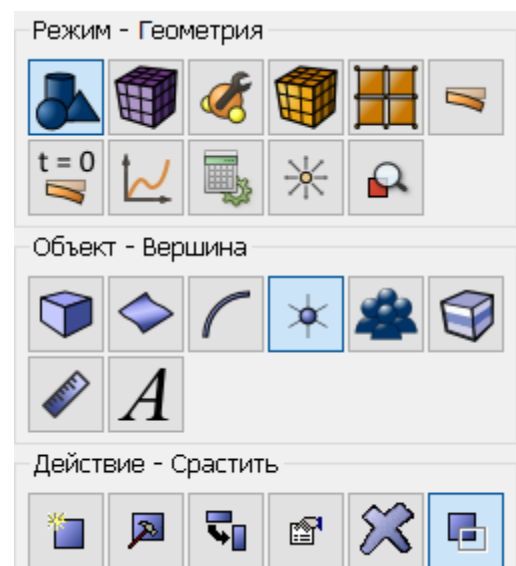 Режим - Геометрия
t = 0
Объект - Вершина
A
Действие - Срастить